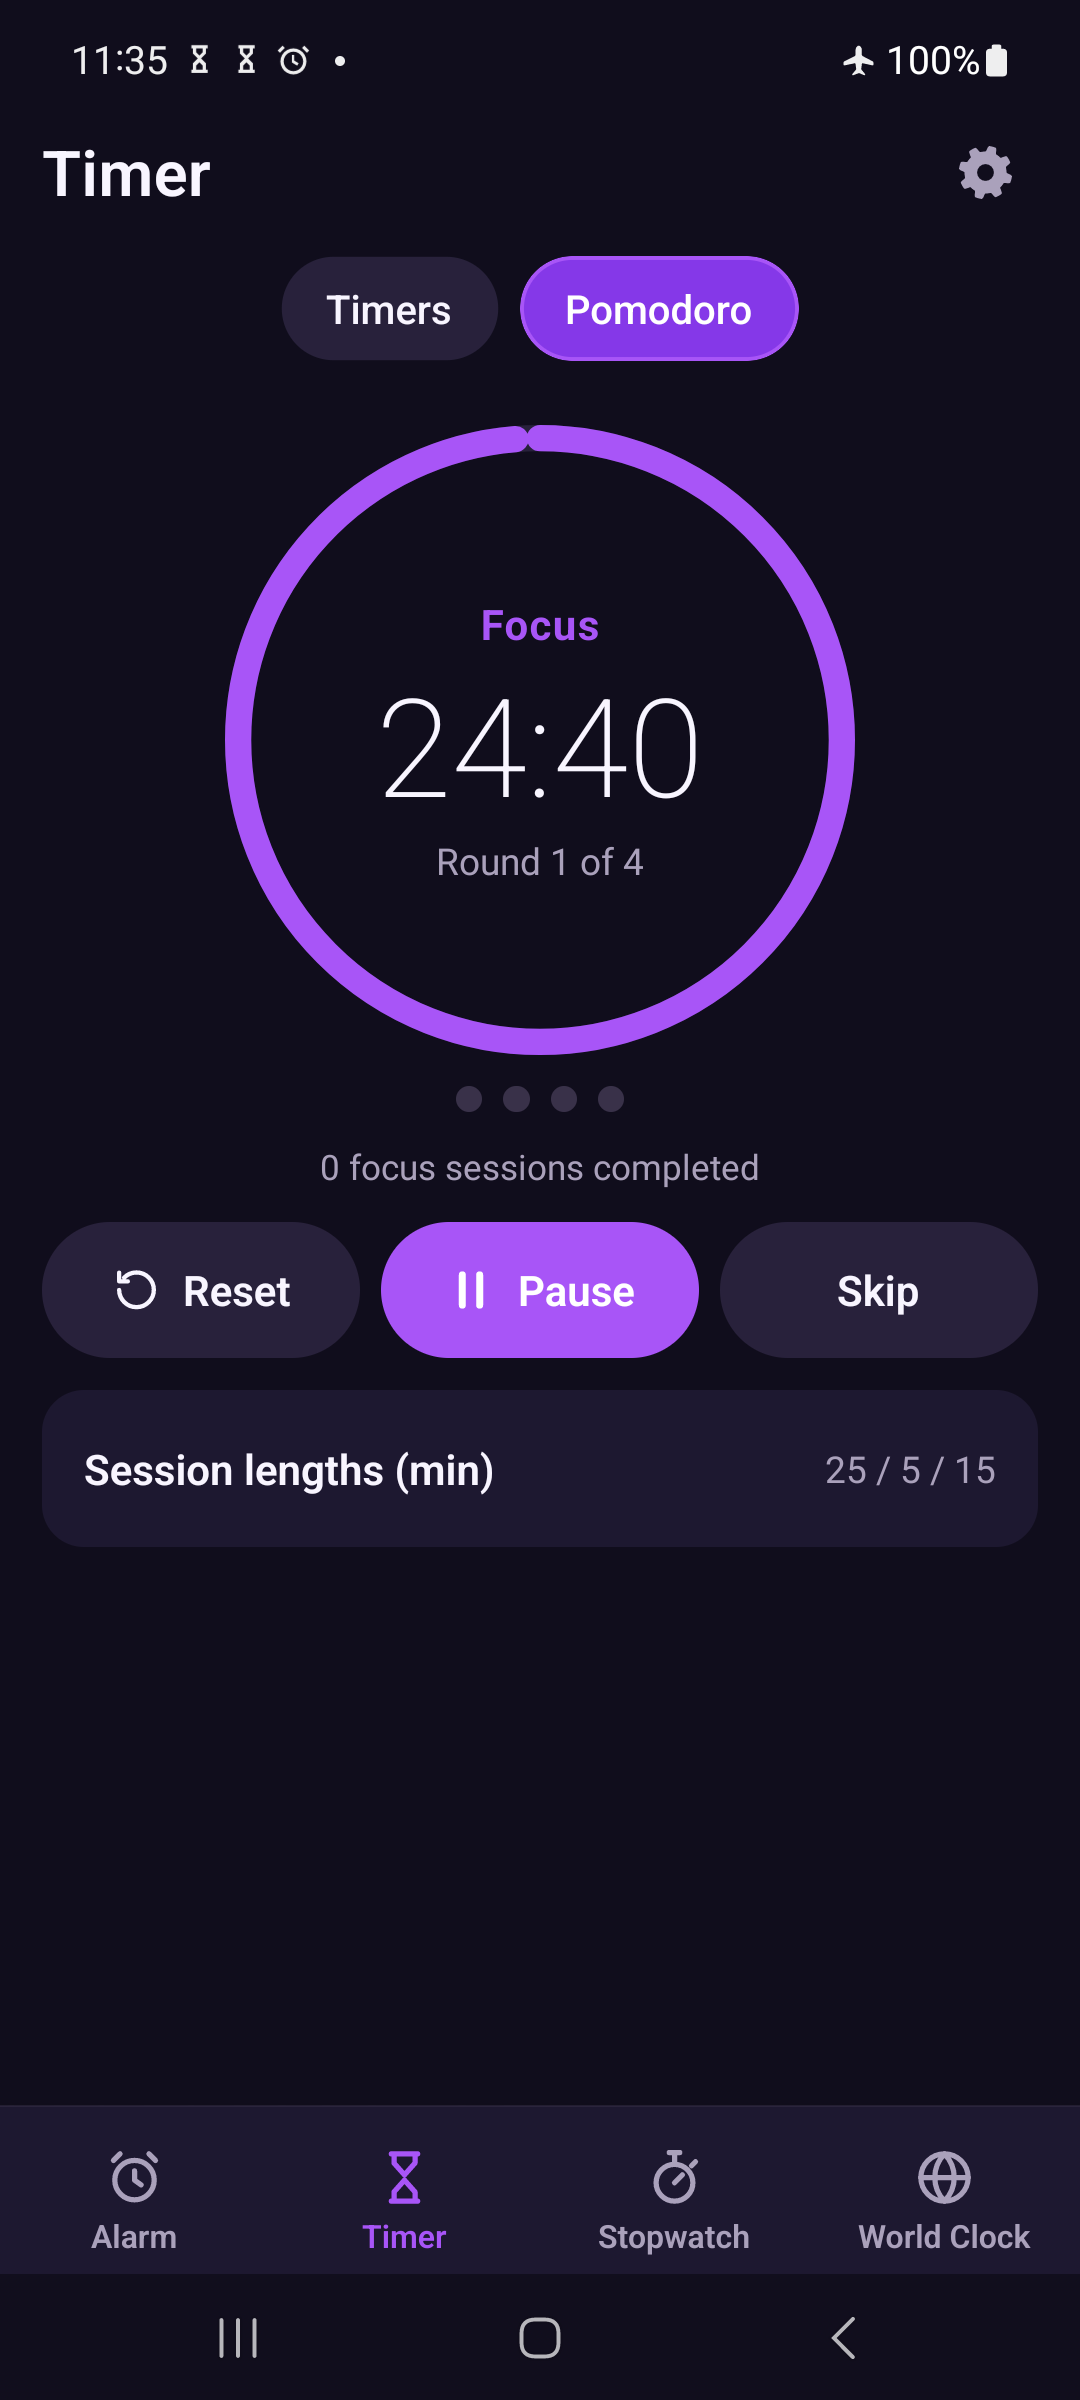 11:35
100%
Timer
Timers
Pomodoro
Focus
24:40
Round 1 of 4
0 focus sessions completed
Reset
Pause
Skip
Session lengths (min)
25 / 5 / 15
Alarm
Timer
Stopwatch
World Clock